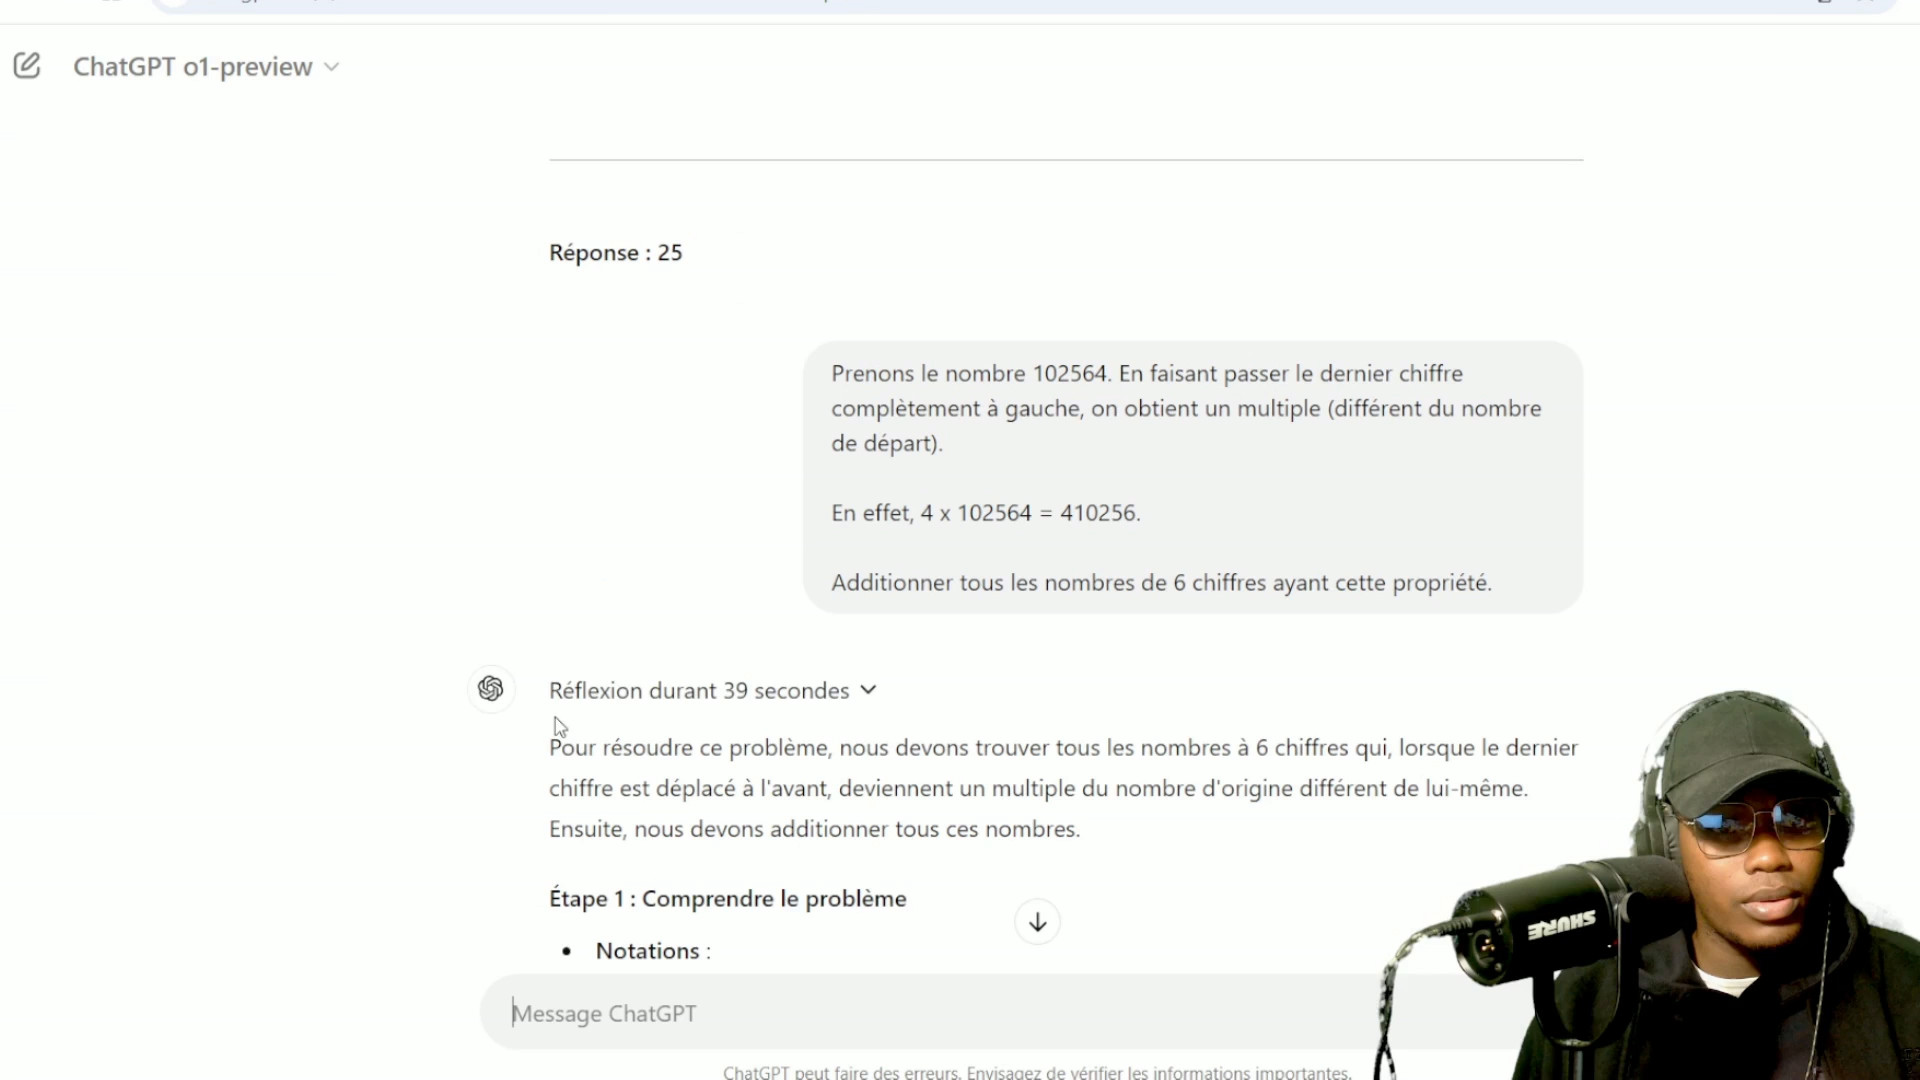 ChatGPT o1-preview
Réponse : 25
Prenons le nombre 102564. En faisant passer le dernier chiffre
complètement à gauche, on obtient un multiple (différent du nombre
de départ).
En effet, 4 x 102564 = 410256.
Additionner tous les nombres de 6 chiffres ayant cette propriété.
Réflexion durant 39 secondes
Pour résoudre ce problème, nous devons trouver tous les nombres à 6 chiffres qui, lorsque le dernier
chiffre est déplacé à l'avant, deviennent un multiple du nombre d'origine différent de lui-même.
Ensuite, nous devons additionner tous ces nombres.
Étape 1 : Comprendre le problème
• Notations :
Message ChatGPT
ChatGPT peut faire des erreurs. Envisagez de vérifier les informations importantes.
SHURE